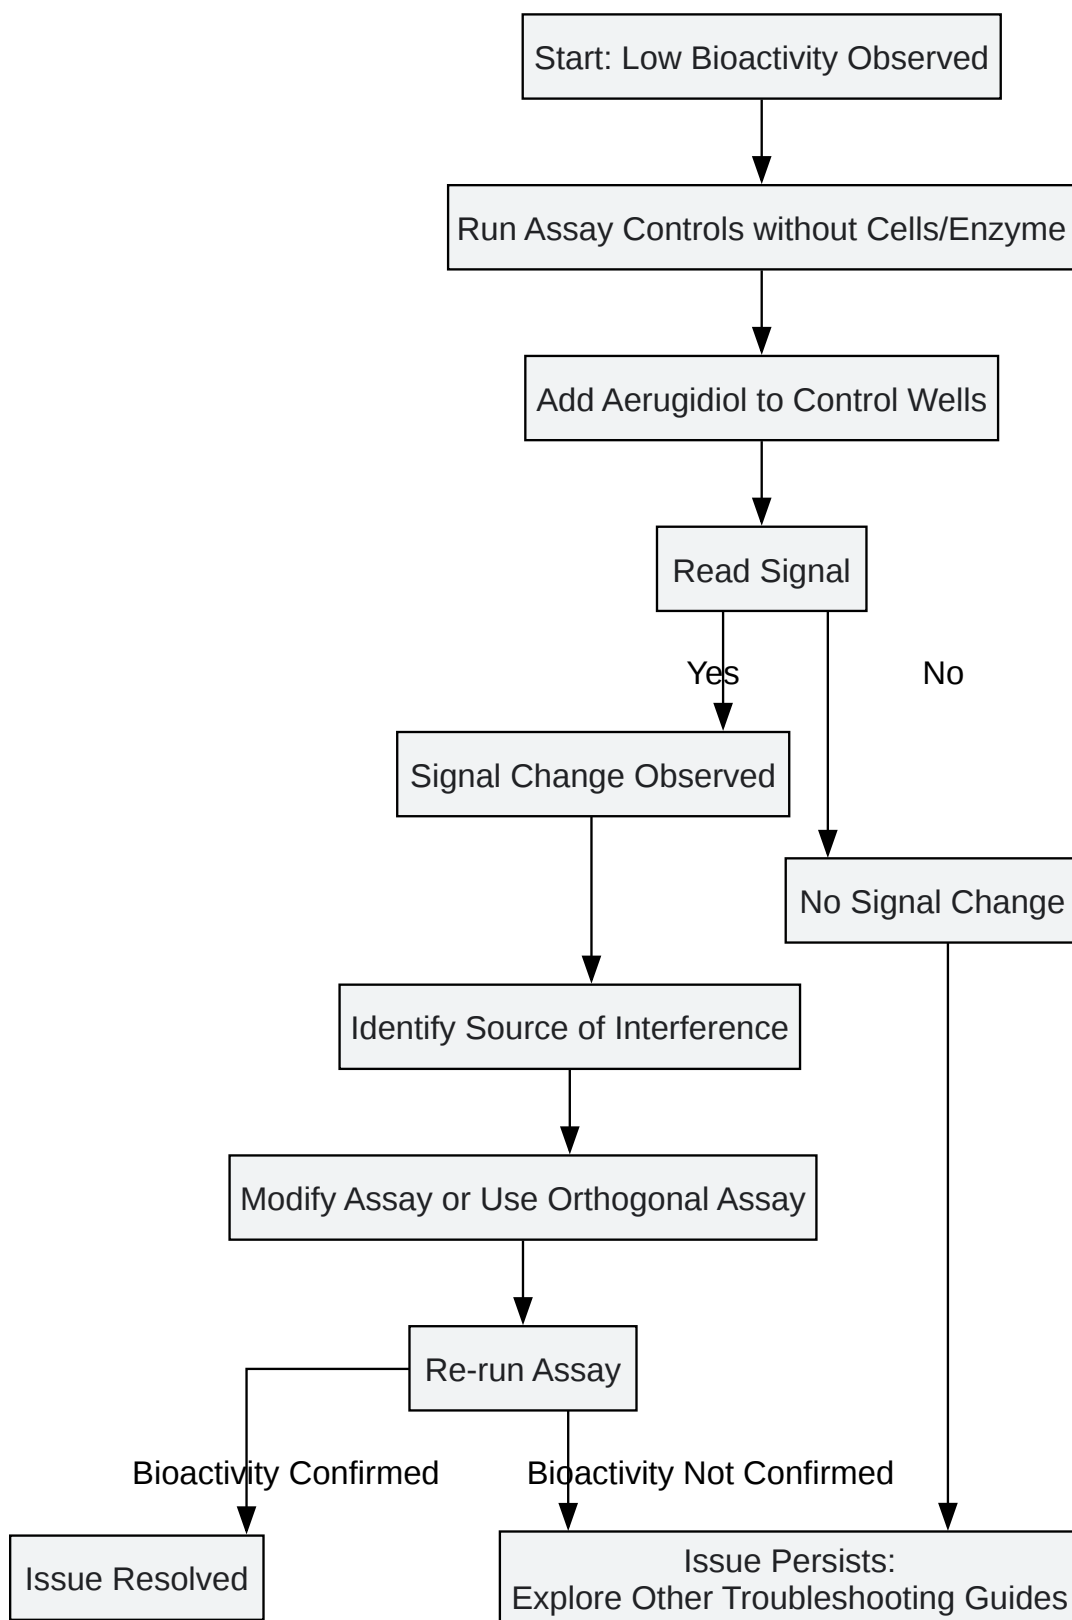 Start: Low Bioactivity Observed
Run Assay Controls without Cells/Enzyme
Add Aerugidiol to Control Wells
Read Signal
Yes
No
Signal Change Observed
No Signal Change
Identify Source of Interference
Modify Assay or Use Orthogonal Assay
Re-run Assay
Bioactivity Confirmed
Bioactivity Not Confirmed
Issue Resolved
Issue Persists:
Explore Other Troubleshooting Guides